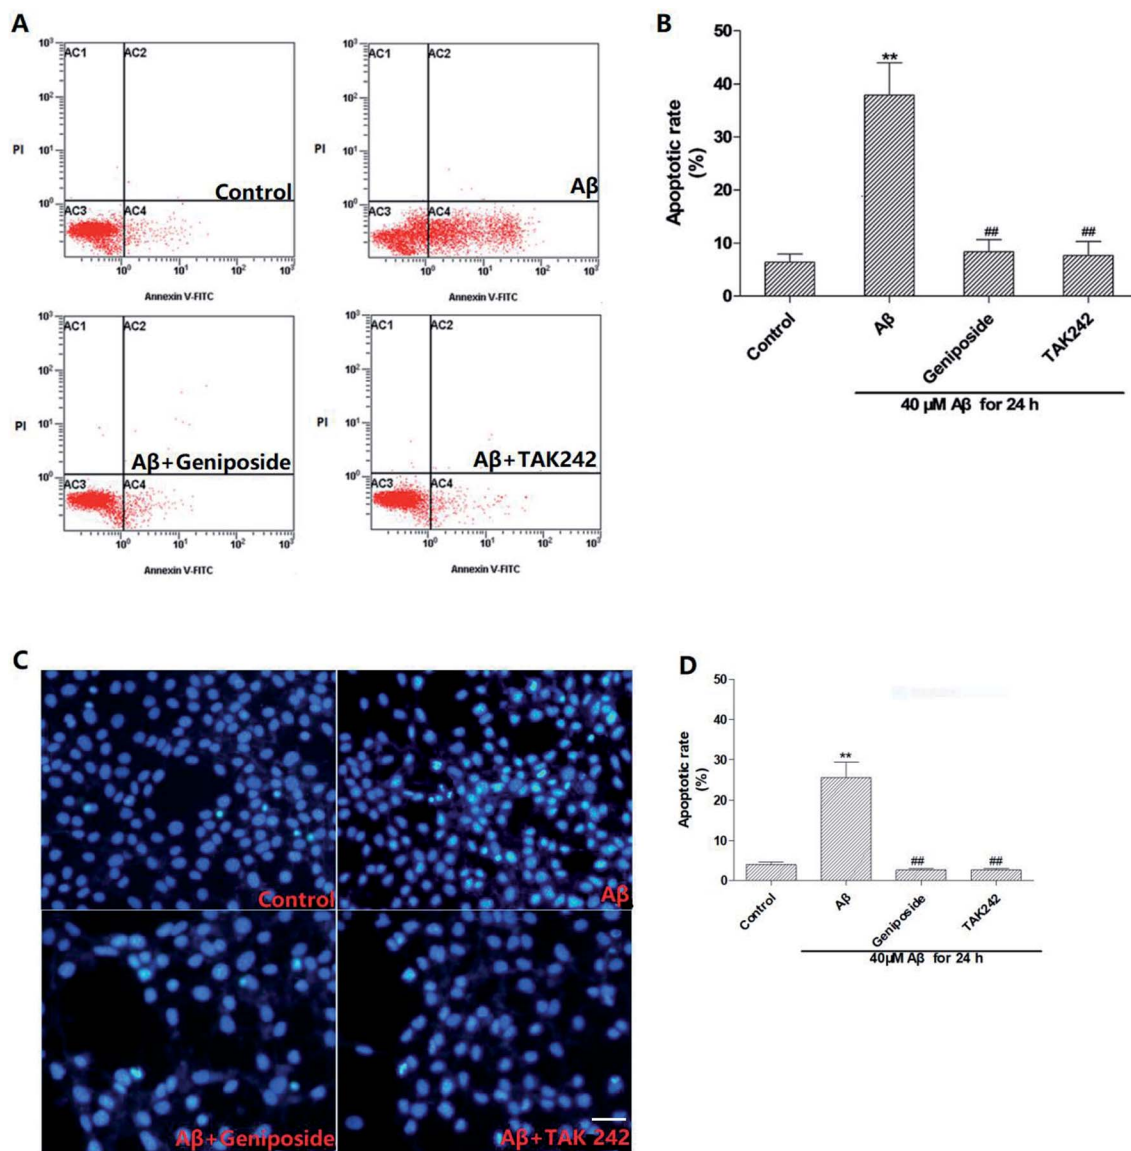 A
10³
AC1
AC2
10²
PI
10¹
Control
10⁰
AC3
AC4
10⁰
10¹
10²
10³
Annexin V-FITC
10³
AC1
AC2
10²
PI
10¹
Aβ
10⁰
AC3
AC4
10⁰
10¹
10²
10³
Annexin V-FITC
10³
AC1
AC2
10²
PI
10¹
Aβ+Geniposide
10⁰
AC3
AC4
10⁰
10¹
10²
10³
Annexin V-FITC
10³
AC1
AC2
10²
PI
10¹
Aβ+TAK242
10⁰
AC3
AC4
10⁰
10¹
10²
10³
Annexin V-FITC
B
Apoptotic rate
(%)
50
40
30
20
10
0
**
##
##
Control
Aβ
Geniposide
TAK242
40 µM Aβ for 24 h
C
Control
Aβ
Aβ+Geniposide
Aβ+TAK 242
D
Apoptotic rate
(%)
50
40
30
20
10
0
**
##
##
Control
Aβ
Geniposide
TAK242
40µM Aβ for 24 h